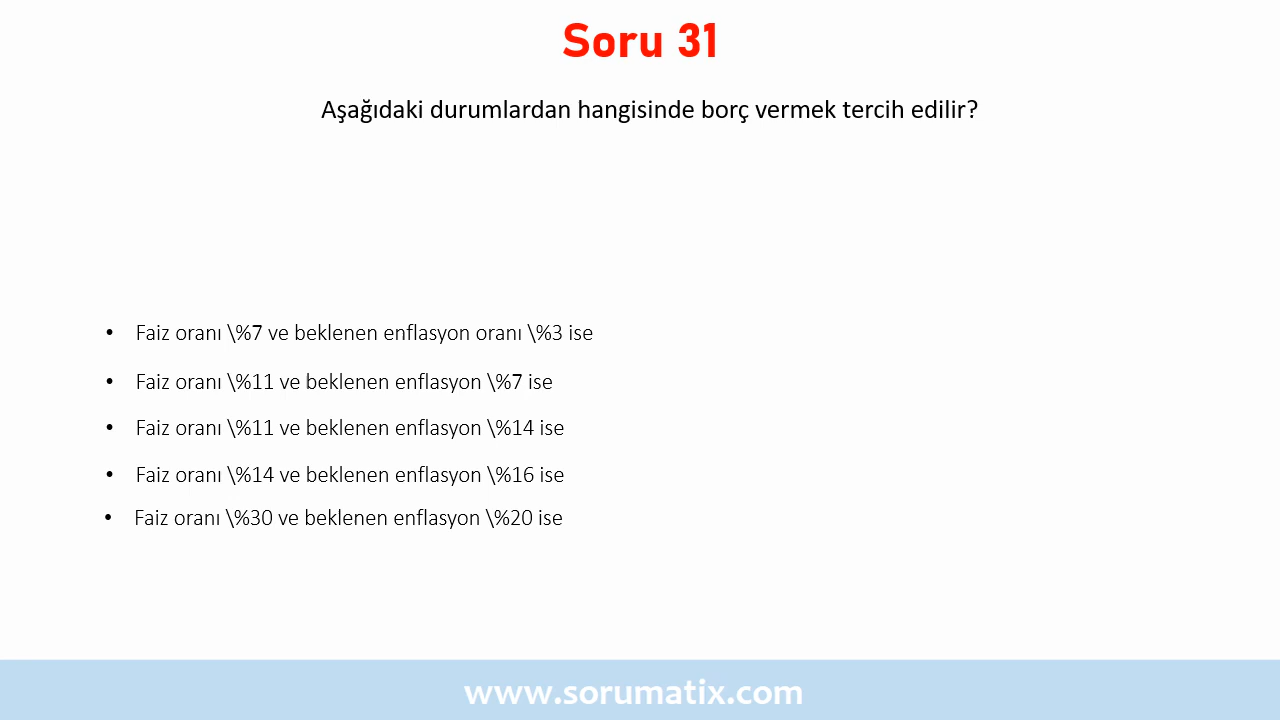 Soru 31
Aşağıdaki durumlardan hangisinde borç vermek tercih edilir?
• Faiz oranı \%7 ve beklenen enflasyon oranı \%3 ise
• Faiz oranı \%11 ve beklenen enflasyon \%7 ise
• Faiz oranı \%11 ve beklenen enflasyon \%14 ise
• Faiz oranı \%14 ve beklenen enflasyon \%16 ise
• Faiz oranı \%30 ve beklenen enflasyon \%20 ise
www.sorumatix.com